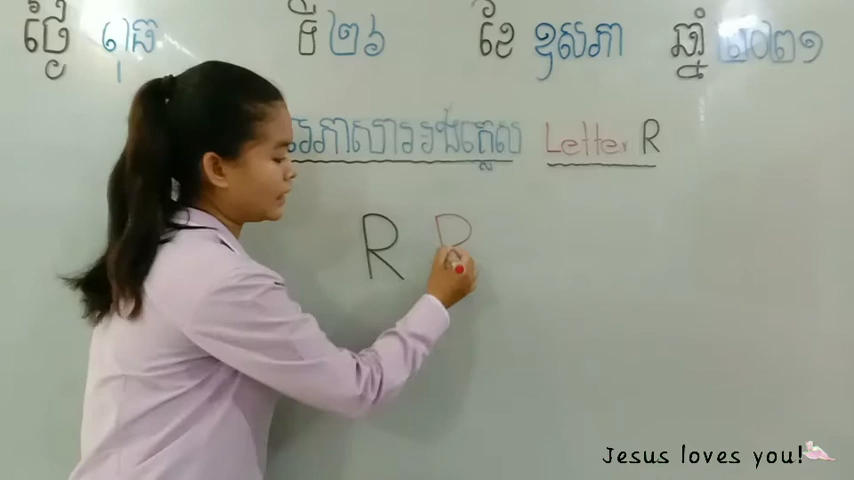 ថ្ងៃ ពុធ ទី ២៦ ខែ ឧសភា ឆ្នាំ ២០២១
ភាសាអង់គ្លេស Letter R
R R
Jesus loves you!